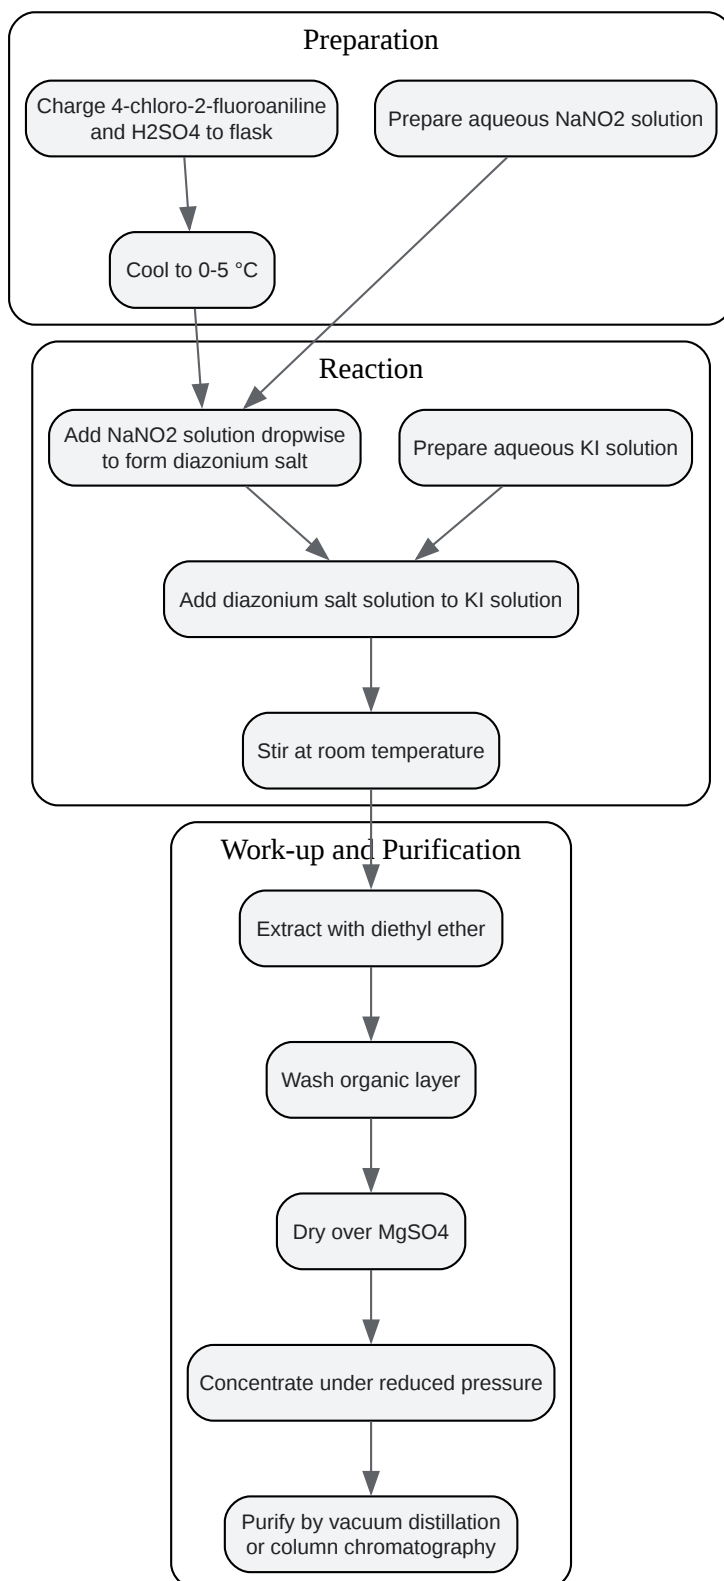 Preparation
Charge 4-chloro-2-fluoroaniline
and H2SO4 to flask
Prepare aqueous NaNO2 solution
Cool to 0-5 °C
Reaction
Add NaNO2 solution dropwise
to form diazonium salt
Prepare aqueous KI solution
Add diazonium salt solution to KI solution
Stir at room temperature
Work-up and Purification
Extract with diethyl ether
Wash organic layer
Dry over MgSO4
Concentrate under reduced pressure
Purify by vacuum distillation
or column chromatography